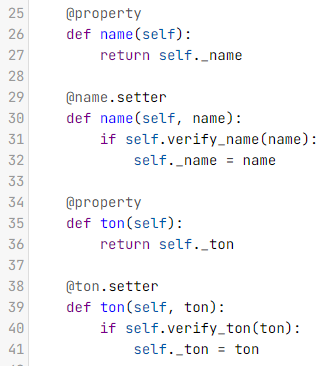 25 @property
26 def name(self):
27 return self._name
28
29 @name.setter
30 def name(self, name):
31 if self.verify_name(name):
32 self._name = name
33
34 @property
35 def ton(self):
36 return self._ton
37
38 @ton.setter
39 def ton(self, ton):
40 if self.verify_ton(ton):
41 self._ton = ton